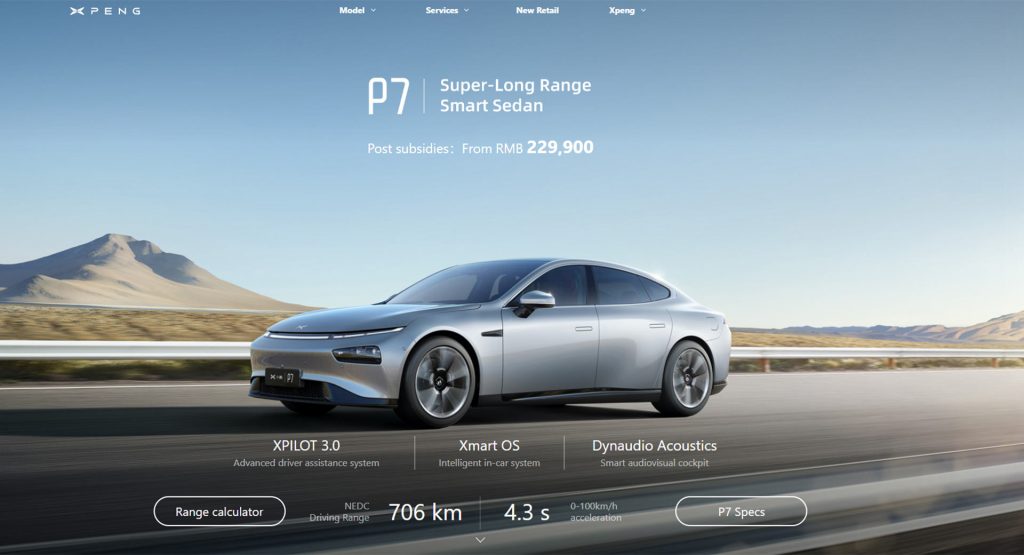 XPENG
Model
Services
New Retail
Xpeng
P7
Super-Long Range
Smart Sedan
Post subsidies: From RMB 229,900
P7
XPILOT 3.0
Advanced driver assistance system
Xmart OS
Intelligent in-car system
Dynaudio Acoustics
Smart audiovisual cockpit
Range calculator
NEDC
Driving Range
706 km
4.3 s
0-100km/h
acceleration
P7 Specs